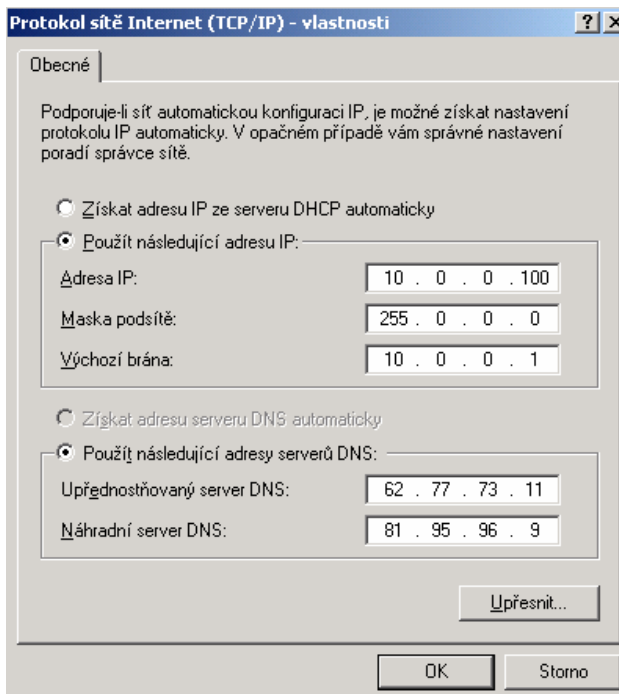 Protokol sítě Internet (TCP/IP) - vlastnosti
Obecné
Podporuje-li síť automatickou konfiguraci IP, je možné získat nastavení
protokolu IP automaticky. V opačném případě vám správné nastavení
poradí správce sítě.
Získat adresu IP ze serveru DHCP automaticky
Použít následující adresu IP:
Adresa IP: 10 . 0 . 0 . 100
Maska podsítě: 255 . 0 . 0 . 0
Výchozí brána: 10 . 0 . 0 . 1
Získat adresu serveru DNS automaticky
Použít následující adresy serverů DNS:
Upřednostňovaný server DNS: 62 . 77 . 73 . 11
Náhradní server DNS: 81 . 95 . 96 . 9
Upřesnit...
OK Storno